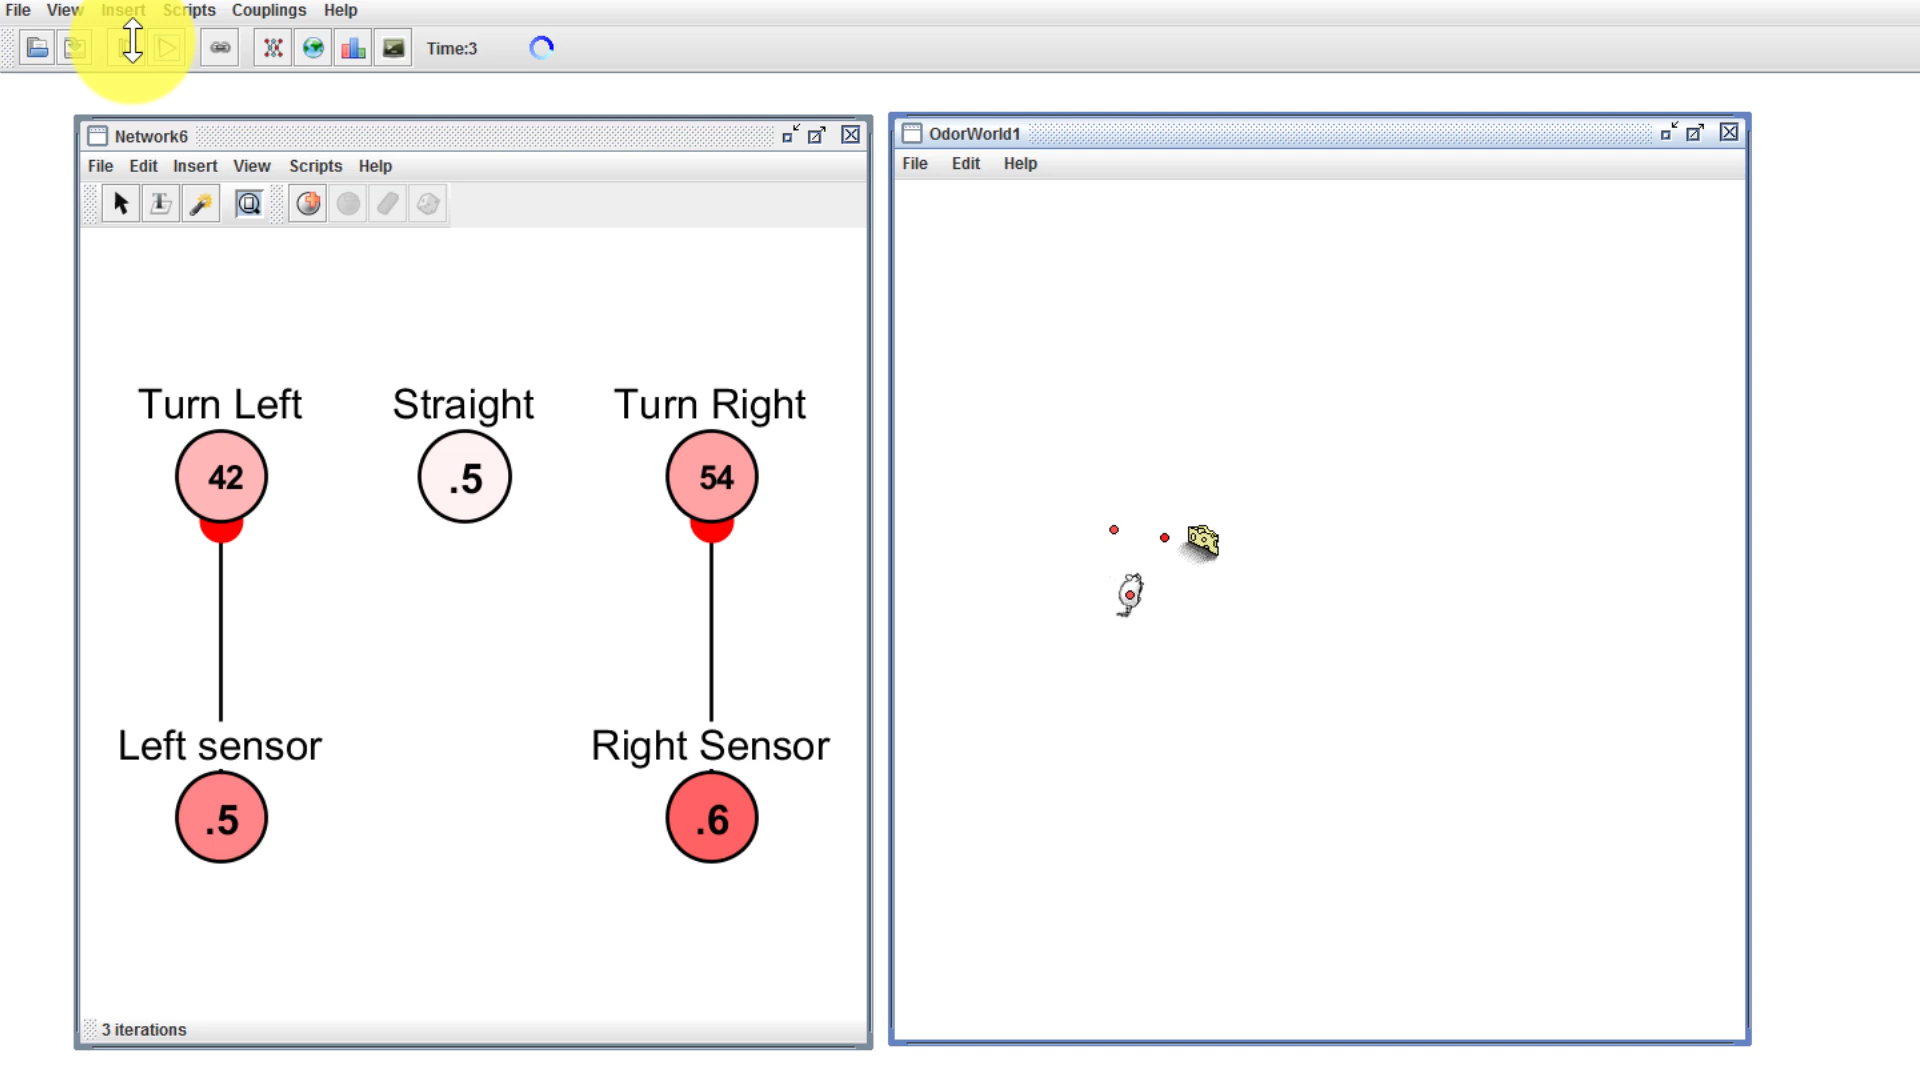 File View Insert Scripts Couplings Help
Time:3
Network6
File Edit Insert View Scripts Help
Turn Left Straight Turn Right
42 .5 54
Left sensor Right Sensor
.5 .6
3 iterations
OdorWorld1
File Edit Help